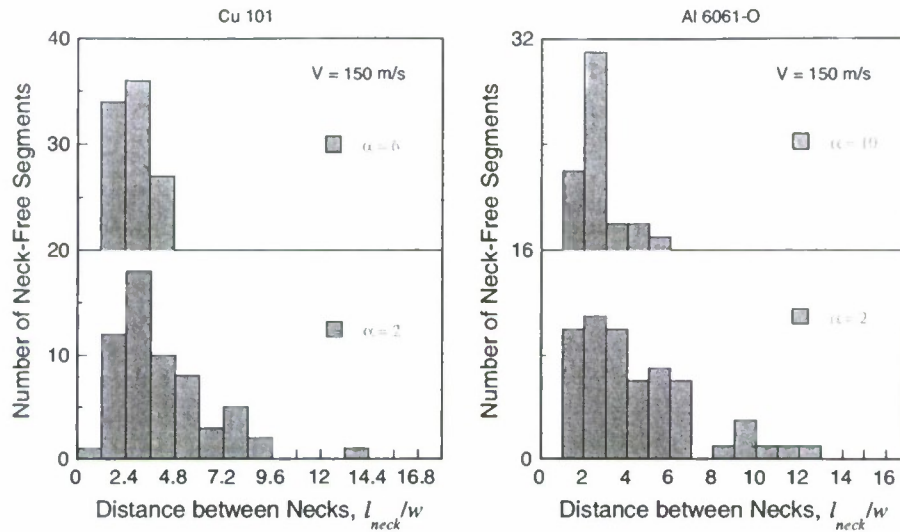 Cu 101
Al 6061-O
Number of Neck-Free Segments
40
30
20
10
0
V = 150 m/s
α = 6
α = 2
0 2.4 4.8 7.2 9.6 12 14.4 16.8
Distance between Necks, l_neck/w
Number of Neck-Free Segments
32
16
0
V = 150 m/s
α = 10
α = 2
0 2 4 6 8 10 12 14 16
Distance between Necks, l_neck/w